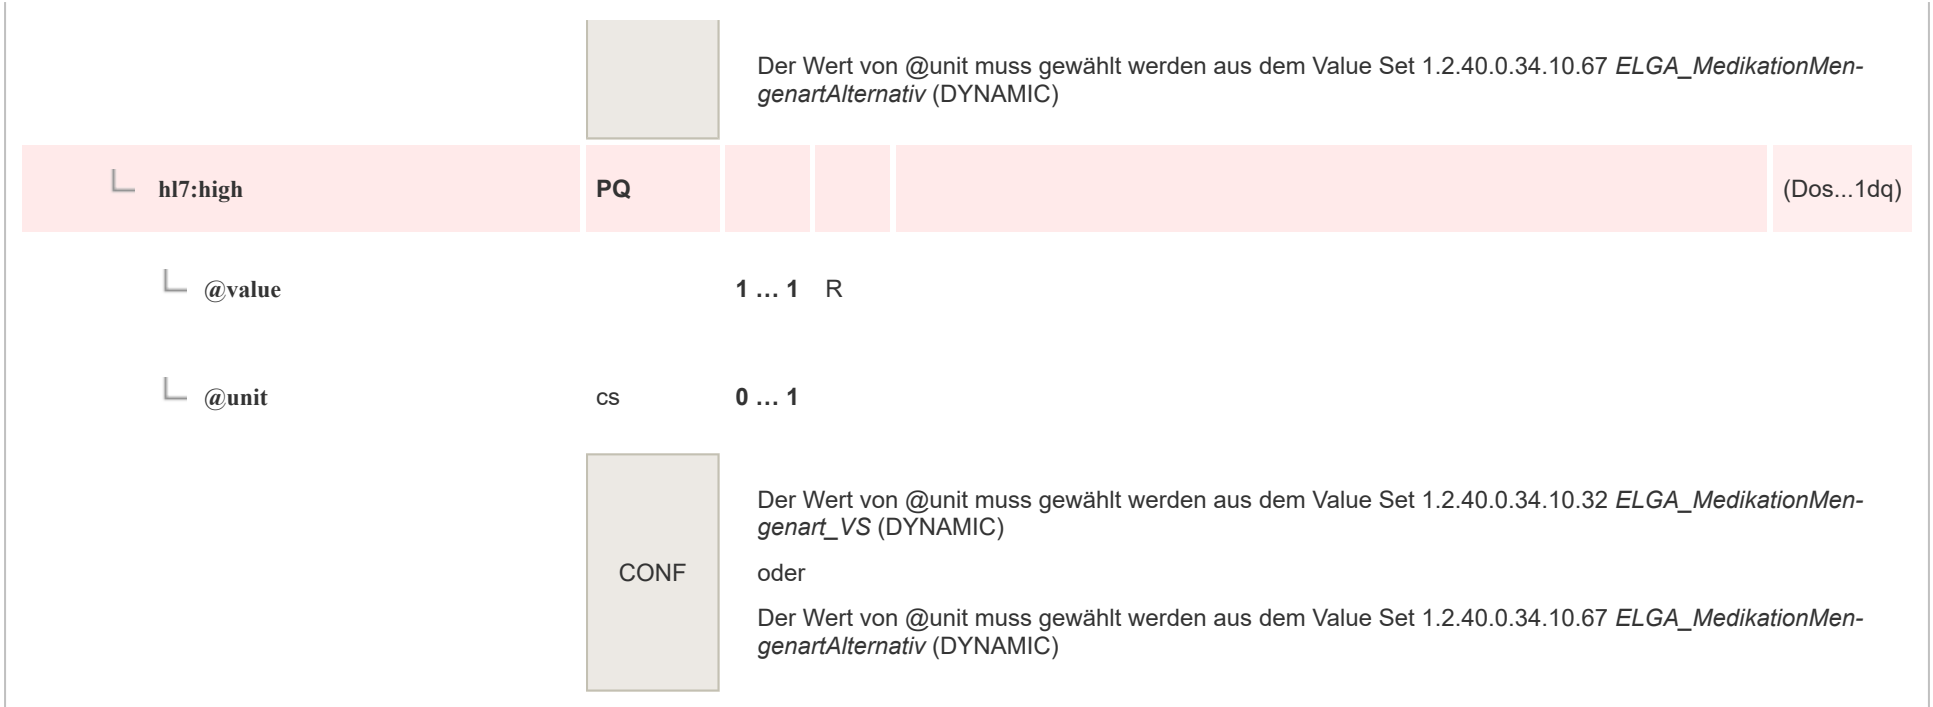 Der Wert von @unit muss gewählt werden aus dem Value Set 1.2.40.0.34.10.67 ELGA_MedikationMen-
genartAlternativ (DYNAMIC)
hl7:high PQ (Dos...1dq)
@value 1 … 1 R
@unit cs 0 … 1
Der Wert von @unit muss gewählt werden aus dem Value Set 1.2.40.0.34.10.32 ELGA_MedikationMen-
genart_VS (DYNAMIC)
CONF oder
Der Wert von @unit muss gewählt werden aus dem Value Set 1.2.40.0.34.10.67 ELGA_MedikationMen-
genartAlternativ (DYNAMIC)